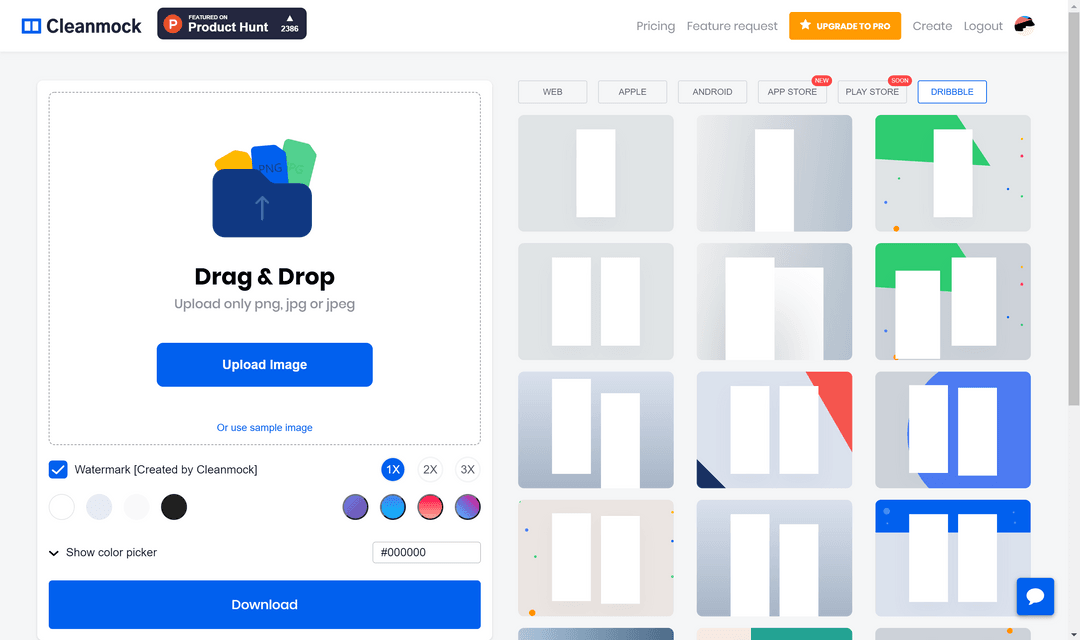 Cleanmock
P
FEATURED ON
Product Hunt
2386
Pricing
Feature request
UPGRADE TO PRO
Create
Logout
WEB
APPLE
ANDROID
APP STORE
NEW
PLAY STORE
SOON
DRIBBBLE
PNG
Drag & Drop
Upload only png, jpg or jpeg
Upload Image
Or use sample image
Watermark [Created by Cleanmock]
1X
2X
3X
Show color picker
#000000
Download